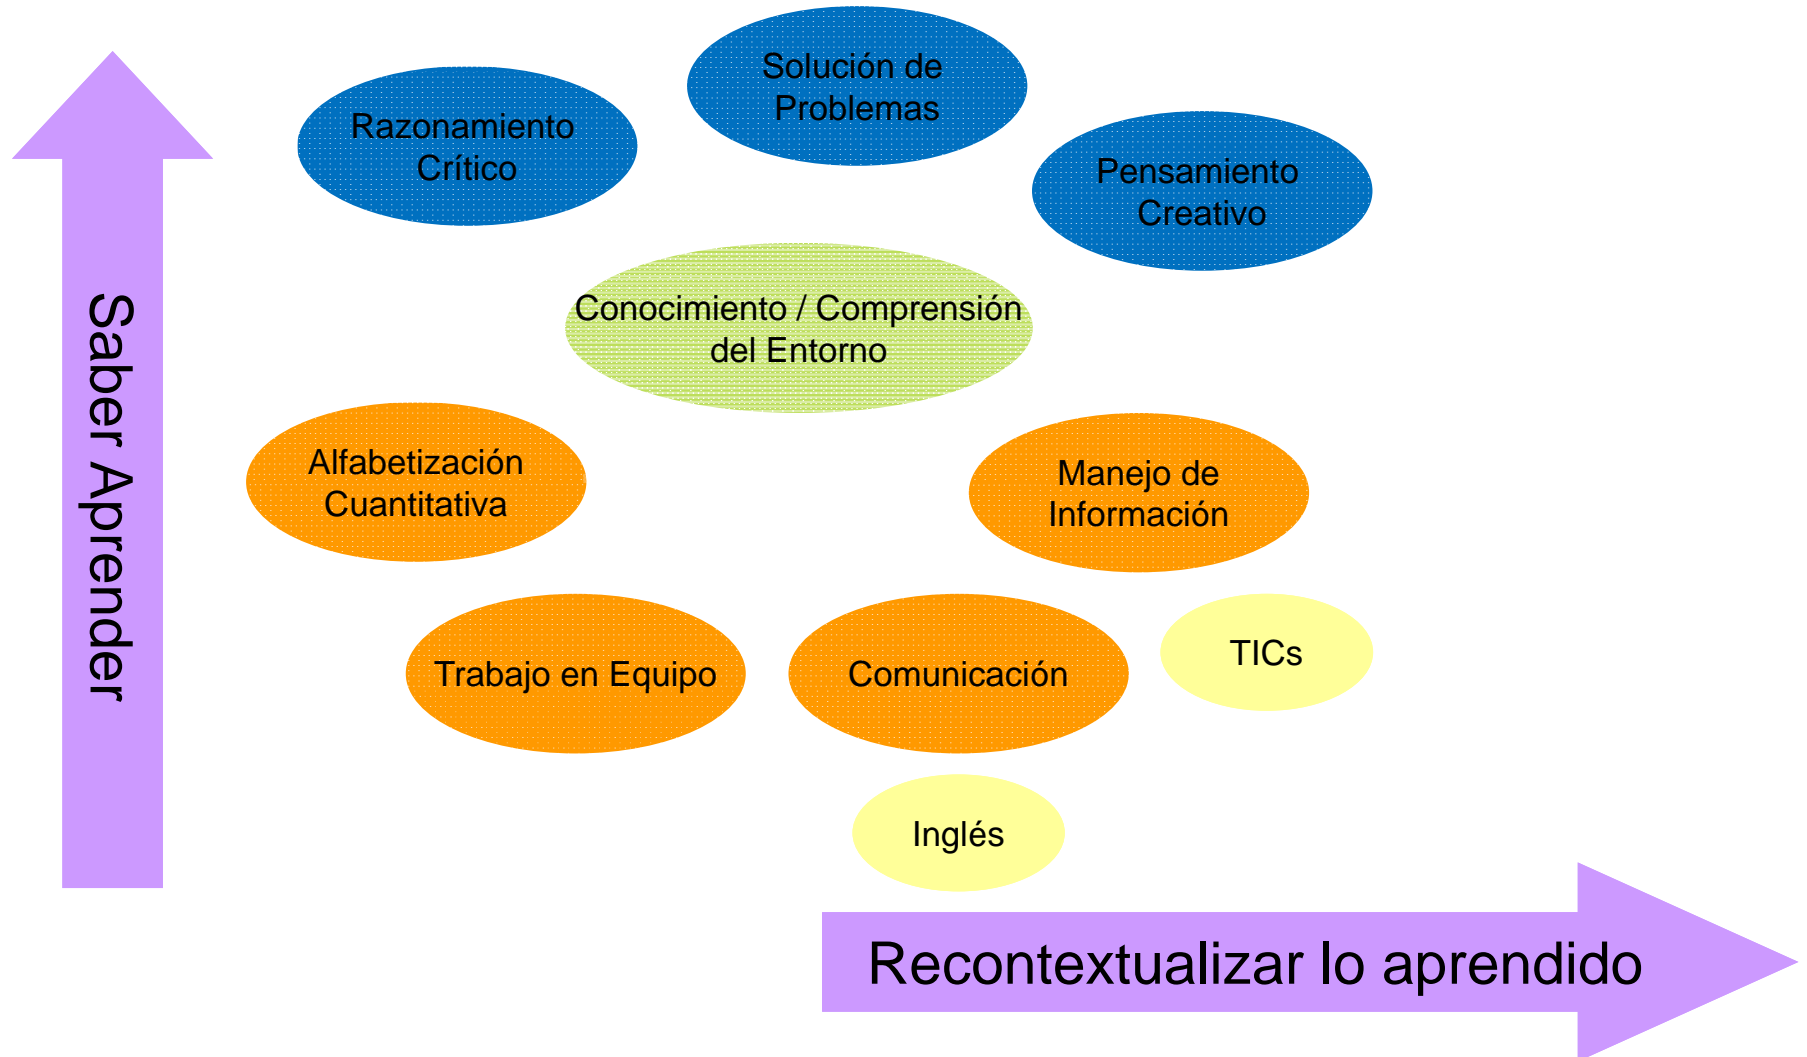 Solución de
Problemas
Razonamiento
Crítico
Pensamiento
Creativo
Conocimiento / Comprensión
del Entorno
Saber Aprender
Alfabetización
Cuantitativa
Manejo de
Información
Trabajo en Equipo
Comunicación
TICs
Inglés
Recontextualizar lo aprendido